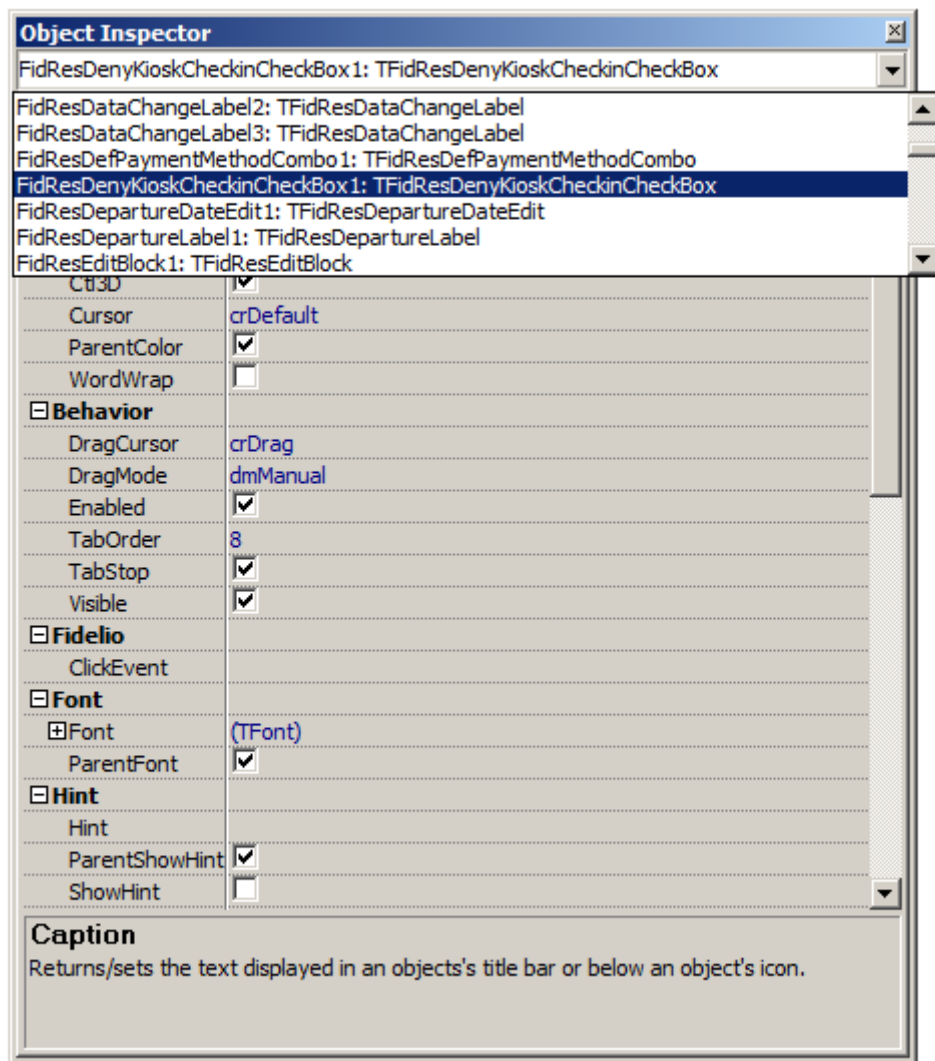 Object Inspector
FidResDenyKioskCheckinCheckBox1: TFidResDenyKioskCheckinCheckBox
FidResDataChangeLabel2: TFidResDataChangeLabel
FidResDataChangeLabel3: TFidResDataChangeLabel
FidResDefPaymentMethodCombo1: TFidResDefPaymentMethodCombo
FidResDenyKioskCheckinCheckBox1: TFidResDenyKioskCheckinCheckBox
FidResDepartureDateEdit1: TFidResDepartureDateEdit
FidResDepartureLabel1: TFidResDepartureLabel
FidResEditBlock1: TFidResEditBlock
Ctl3D
Cursor crDefault
ParentColor
WordWrap
Behavior
DragCursor crDrag
DragMode dmManual
Enabled
TabOrder 8
TabStop
Visible
Fidelio
ClickEvent
Font
Font (TFont)
ParentFont
Hint
Hint
ParentShowHint
ShowHint
Caption
Returns/sets the text displayed in an objects's title bar or below an object's icon.